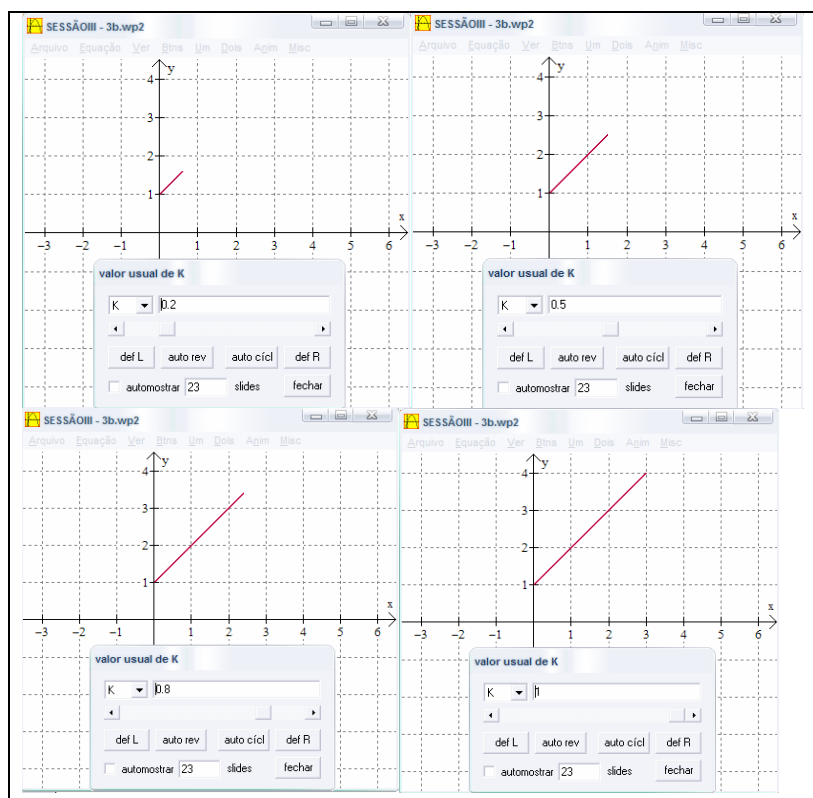 SESSÃOIII - 3b.wp2
Arquivo Equação Ver Btns Um Dois Anim Misc
y
4
3
2
1
x
-3 -2 -1 0 1 2 3 4 5 6
valor usual de K
K 0.2
def L auto rev auto cícl def R
automostrar 23 slides fechar
SESSÃOIII - 3b.wp2
Arquivo Equação Ver Btns Um Dois Anim Misc
y
4
3
2
1
x
-3 -2 -1 0 1 2 3 4 5 6
valor usual de K
K 0.5
def L auto rev auto cícl def R
automostrar 23 slides fechar
SESSÃOIII - 3b.wp2
Arquivo Equação Ver Btns Um Dois Anim Misc
y
4
3
2
1
x
-3 -2 -1 0 1 2 3 4 5 6
valor usual de K
K 0.8
def L auto rev auto cícl def R
automostrar 23 slides fechar
SESSÃOIII - 3b.wp2
Arquivo Equação Ver Btns Um Dois Anim Misc
y
4
3
2
1
x
-3 -2 -1 0 1 2 3 4 5 6
valor usual de K
K 1
def L auto rev auto cícl def R
automostrar 23 slides fechar